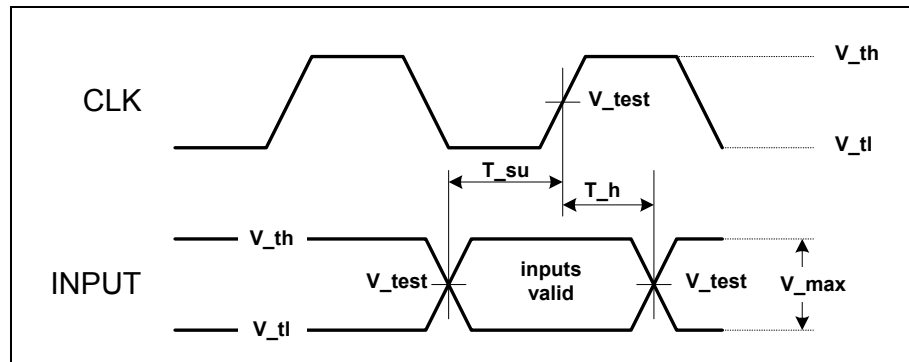 V_th
CLK
V_test
V_tl
T_su
T_h
V_th
INPUT
V_test
inputs
valid
V_test
V_max
V_tl